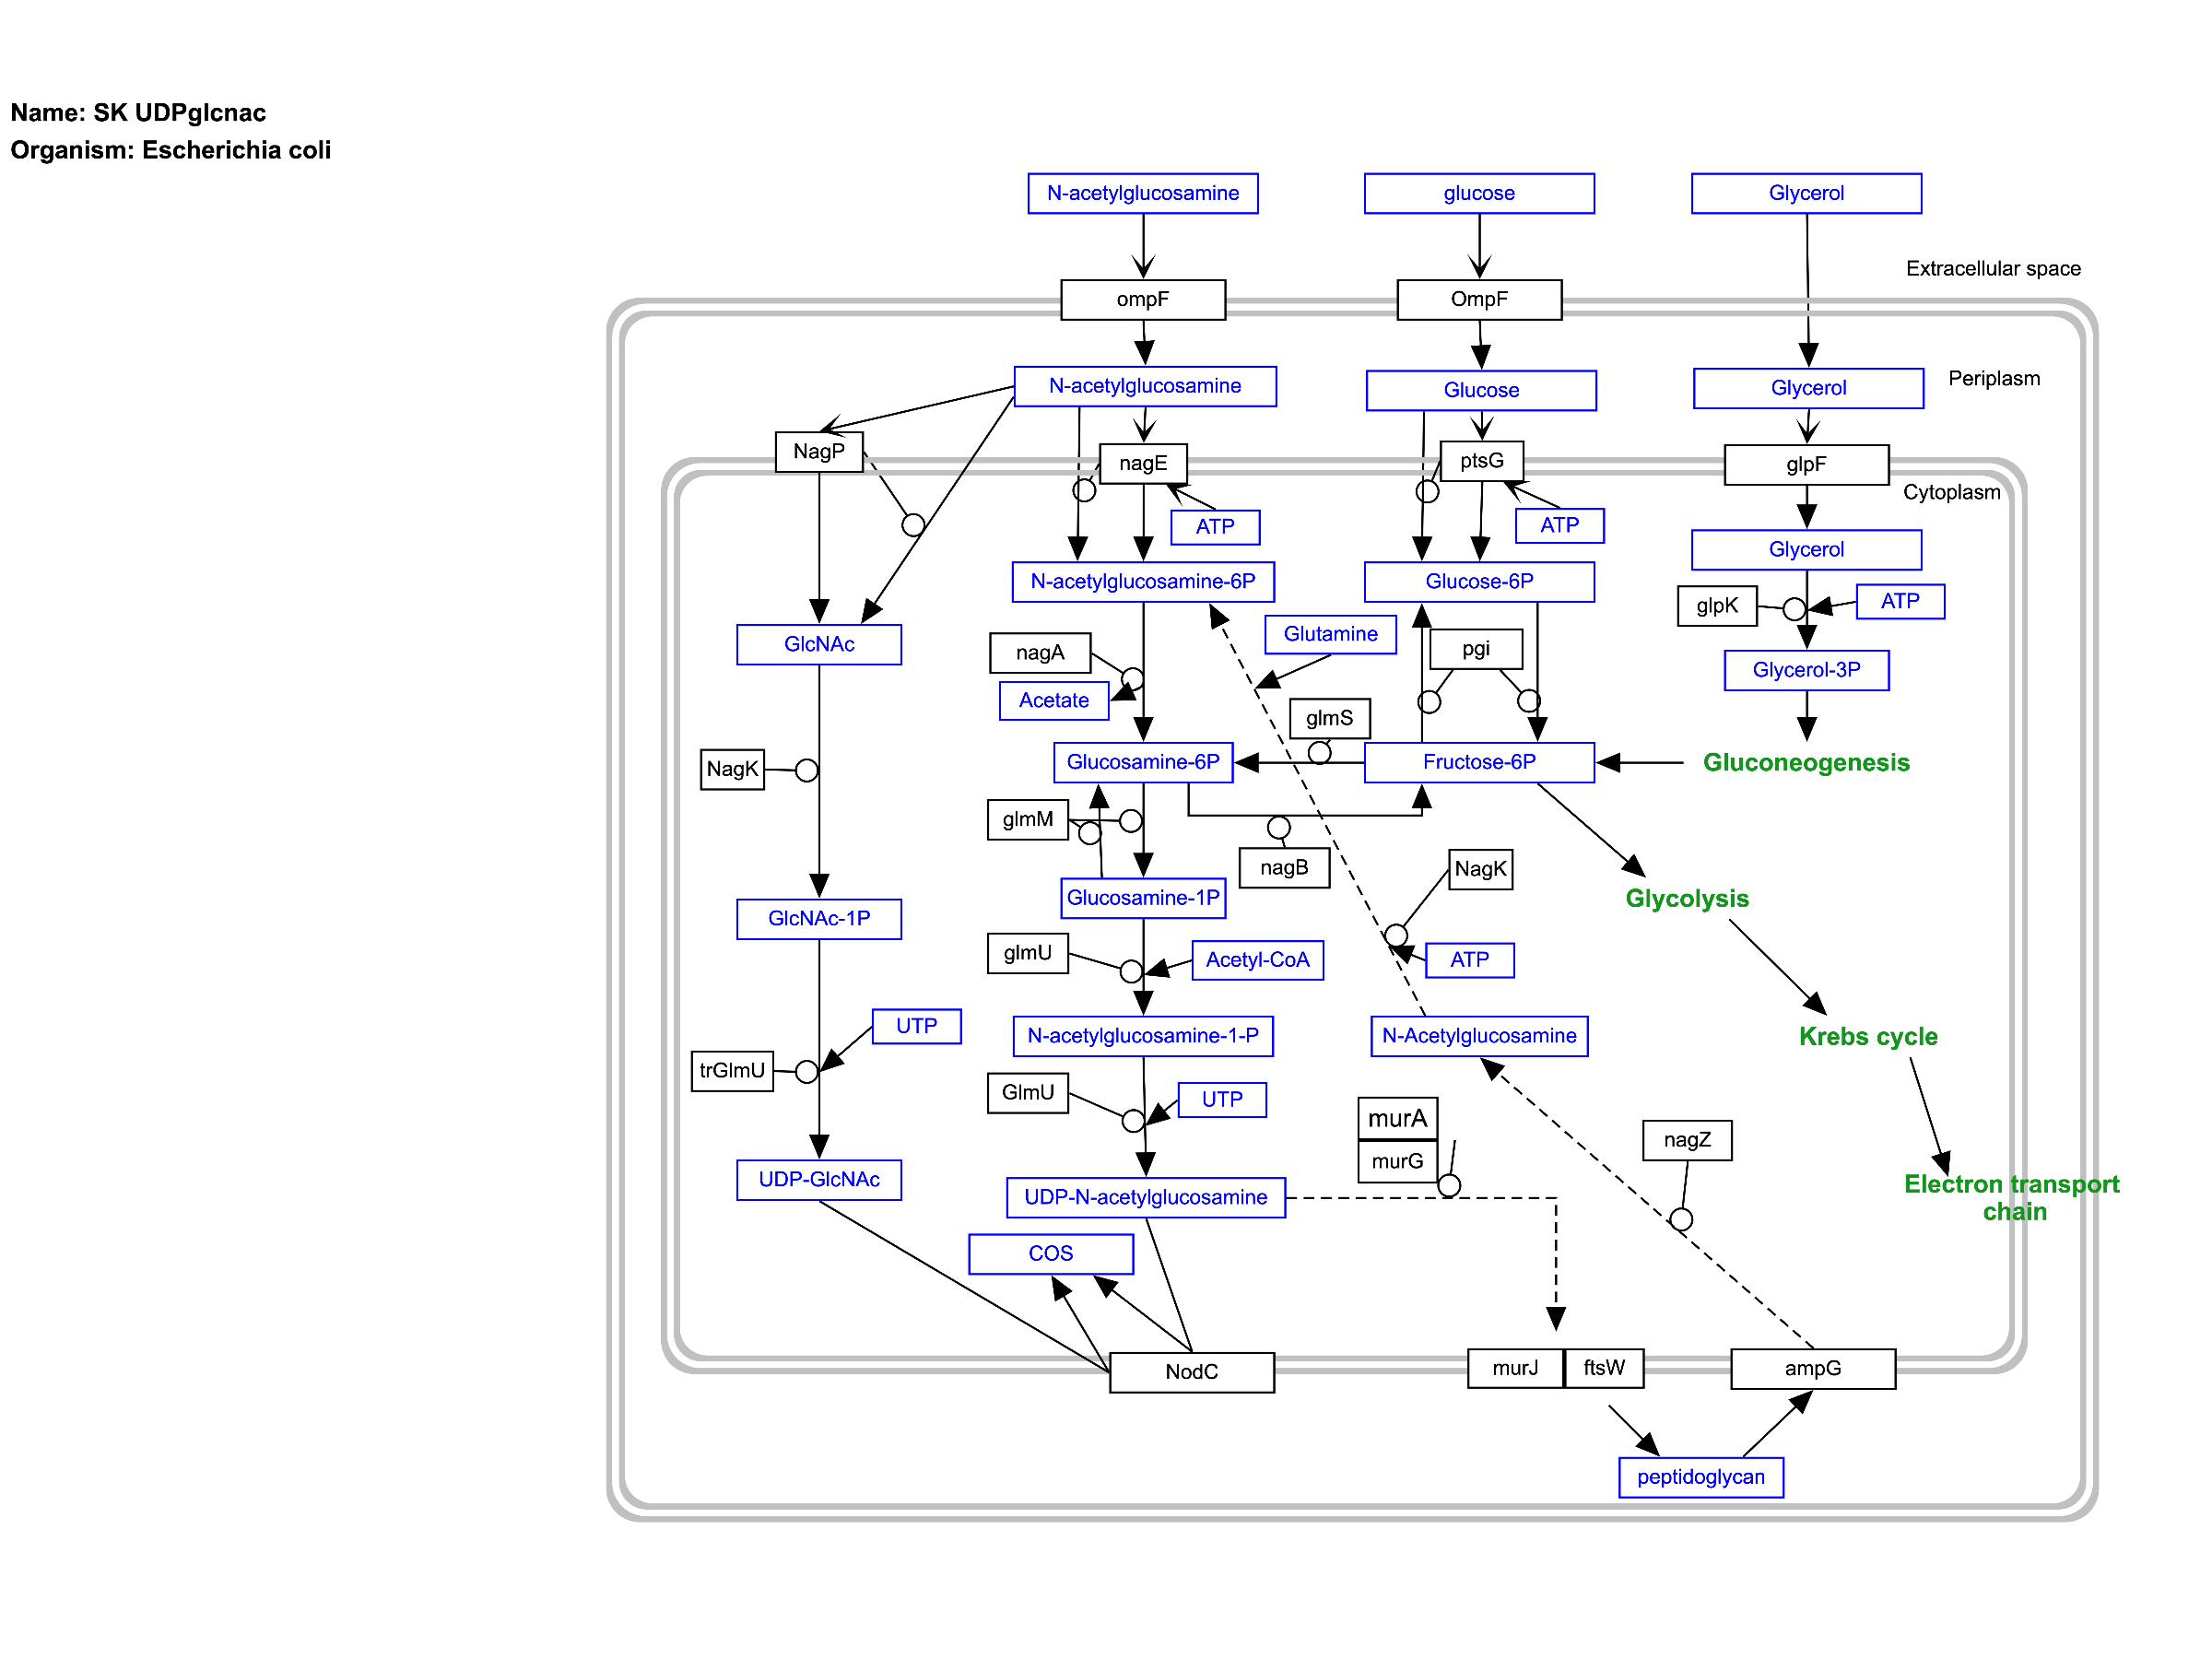 Name: SK UDPglcnac
Organism: Escherichia coli
N-acetylglucosamine
glucose
Glycerol
Extracellular space
ompF
OmpF
Periplasm
N-acetylglucosamine
Glucose
Glycerol
NagP
nagE
ptsG
glpF
Cytoplasm
ATP
ATP
Glycerol
N-acetylglucosamine-6P
Glucose-6P
glpK
ATP
GlcNAc
nagA
Glutamine
pgi
Glycerol-3P
Acetate
glmS
NagK
Glucosamine-6P
Fructose-6P
Gluconeogenesis
glmM
nagB
NagK
GlcNAc-1P
Glucosamine-1P
Glycolysis
glmU
Acetyl-CoA
ATP
UTP
N-acetylglucosamine-1-P
N-Acetylglucosamine
Krebs cycle
trGlmU
GlmU
UTP
murA
murG
nagZ
UDP-GlcNAc
UDP-N-acetylglucosamine
Electron transport
chain
COS
NodC
murJ
ftsW
ampG
peptidoglycan